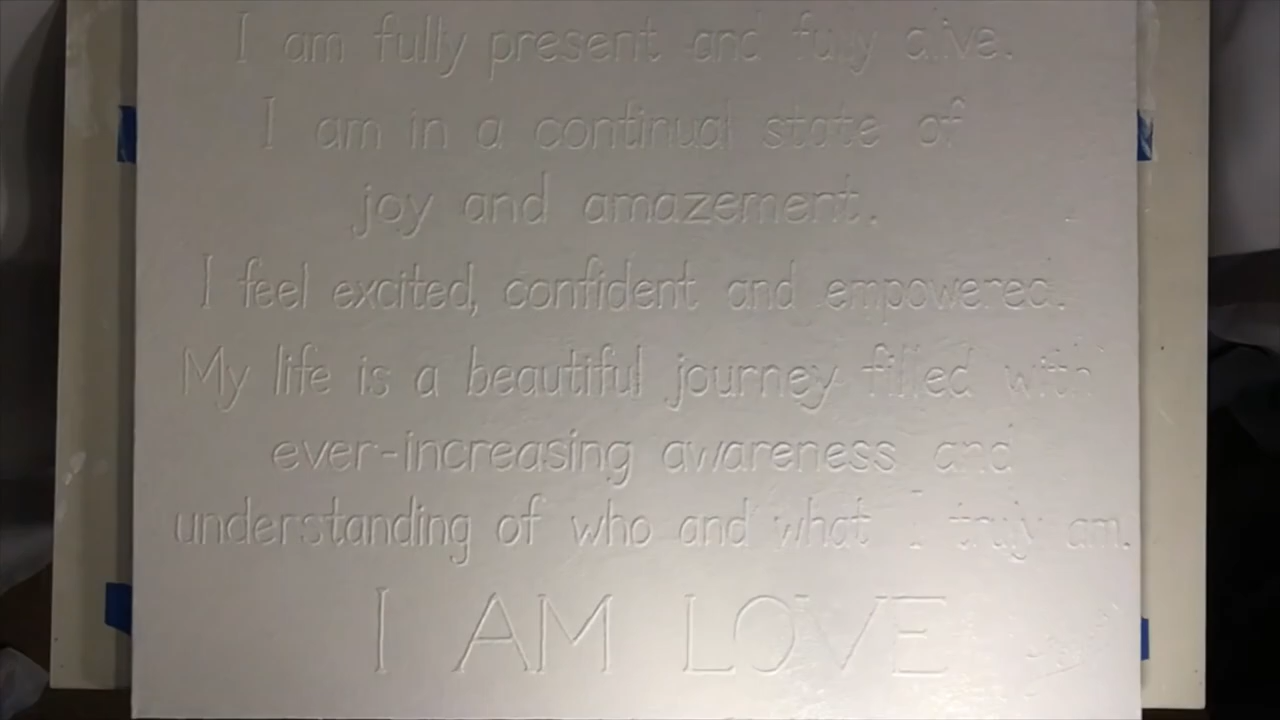 I am fully present and fully alive.
I am in a continual state of
joy and amazement.
I feel excited, confident and empowered.
My life is a beautiful journey filled with
ever-increasing awareness and
understanding of who and what I truly am.
I AM LOVE